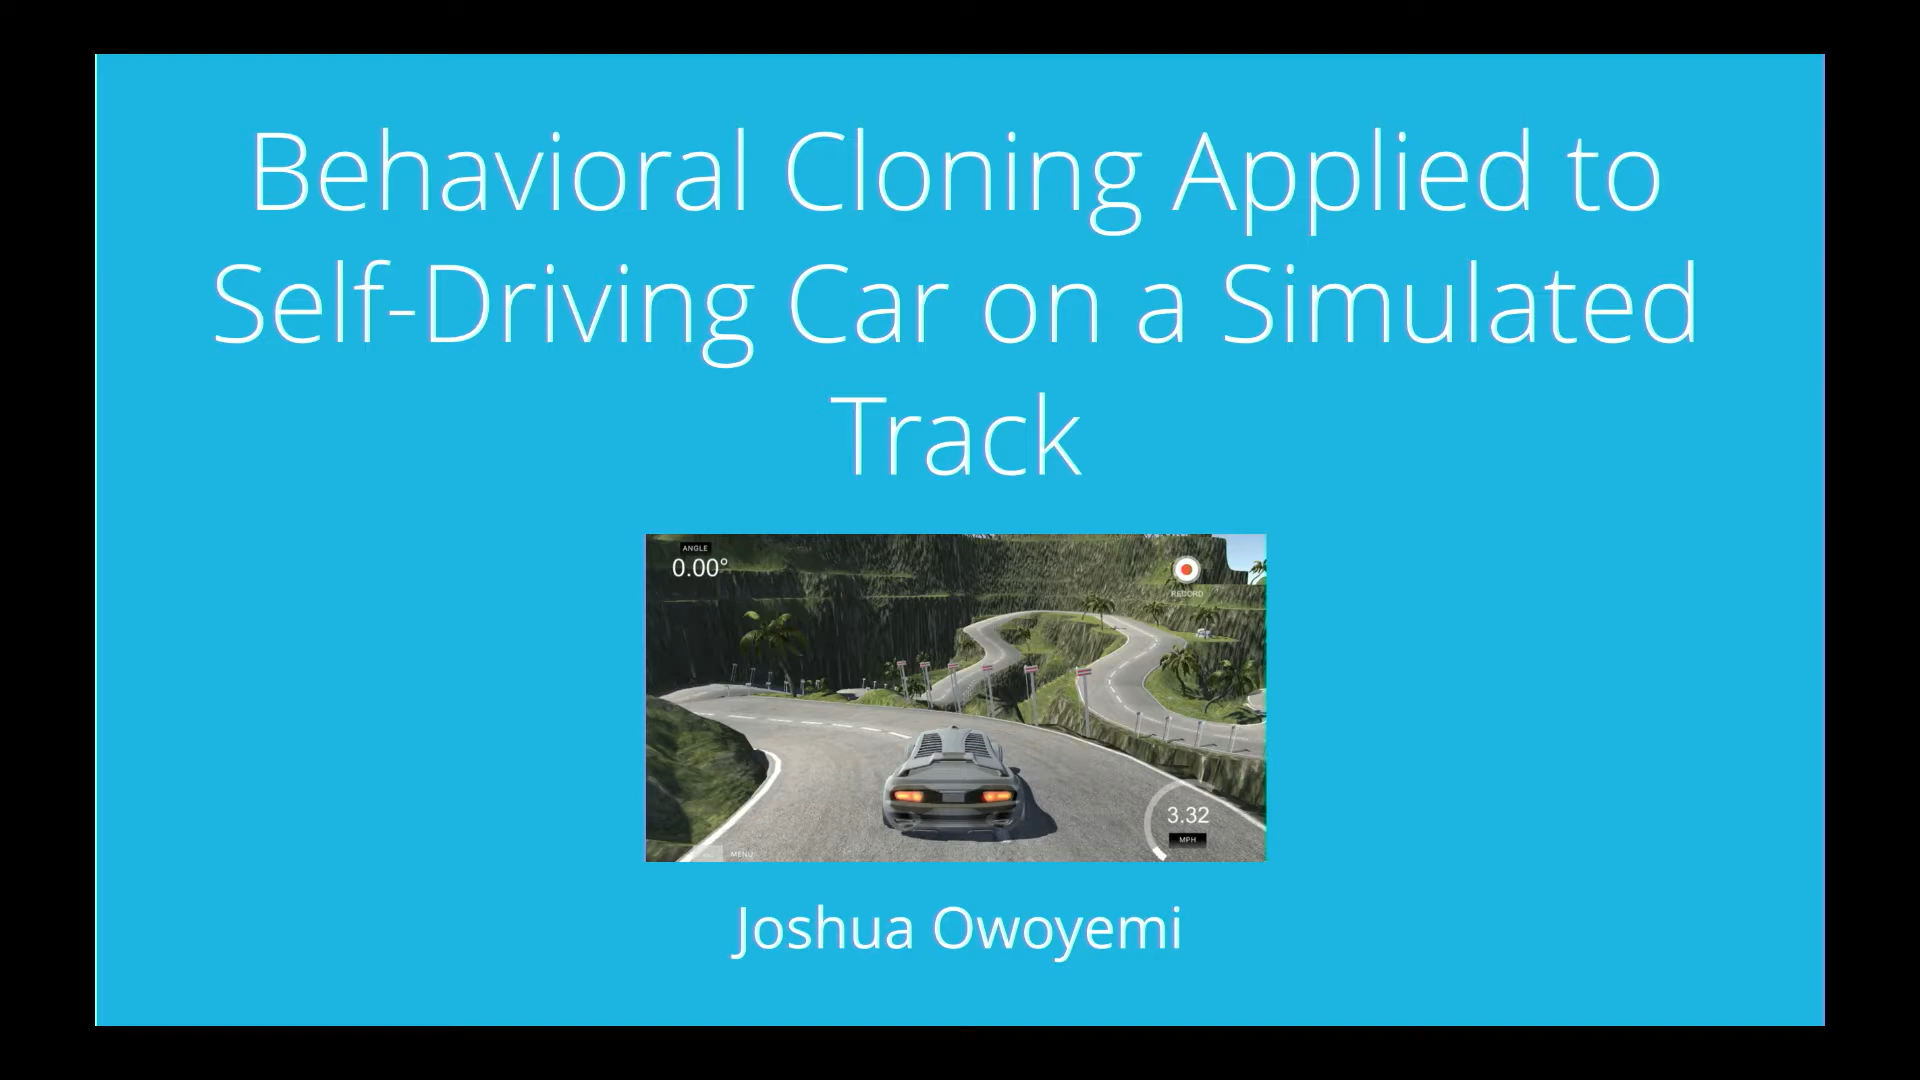 Behavioral Cloning Applied to
Self-Driving Car on a Simulated
Track
ANGLE
0.00°
RECORD
3.32
MPH
MENU
Joshua Owoyemi